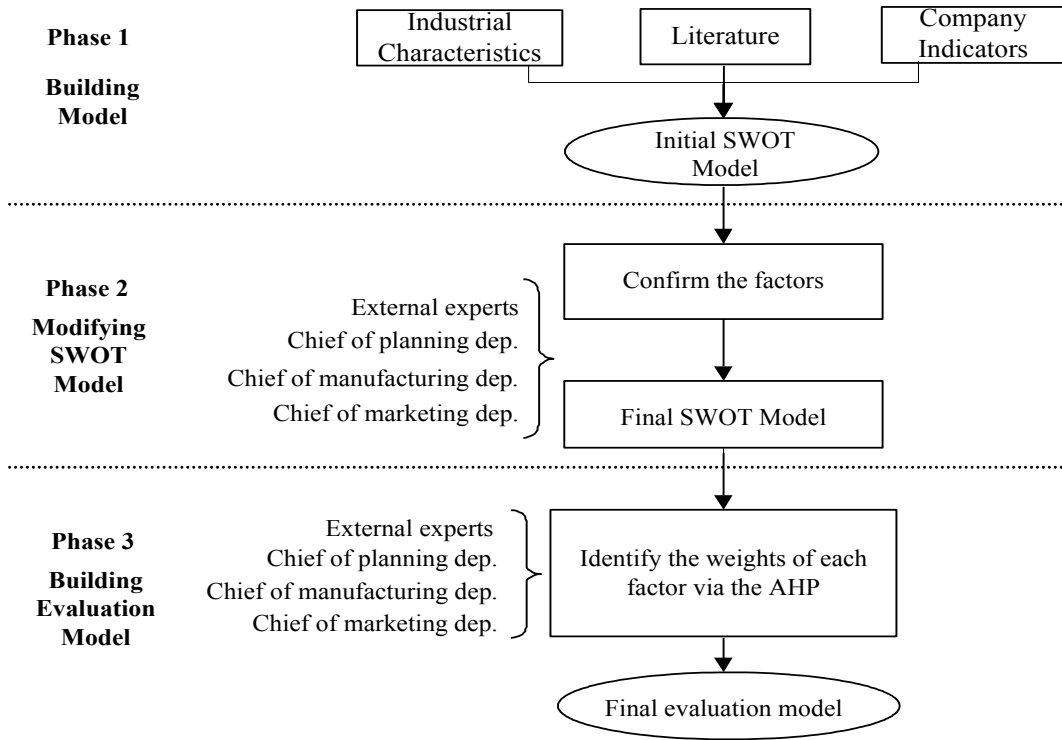 Phase 1
Building
Model
Industrial
Characteristics
Literature
Company
Indicators
Initial SWOT
Model
Phase 2
Modifying
SWOT
Model
External experts
Chief of planning dep.
Chief of manufacturing dep.
Chief of marketing dep.
Confirm the factors
Final SWOT Model
Phase 3
Building
Evaluation
Model
External experts
Chief of planning dep.
Chief of manufacturing dep.
Chief of marketing dep.
Identify the weights of each
factor via the AHP
Final evaluation model